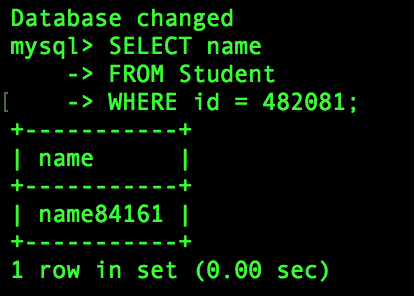 Database changed
mysql> SELECT name
    -> FROM Student
[    -> WHERE id = 482081;
+-----------+
| name      |
+-----------+
| name84161 |
+-----------+
1 row in set (0.00 sec)